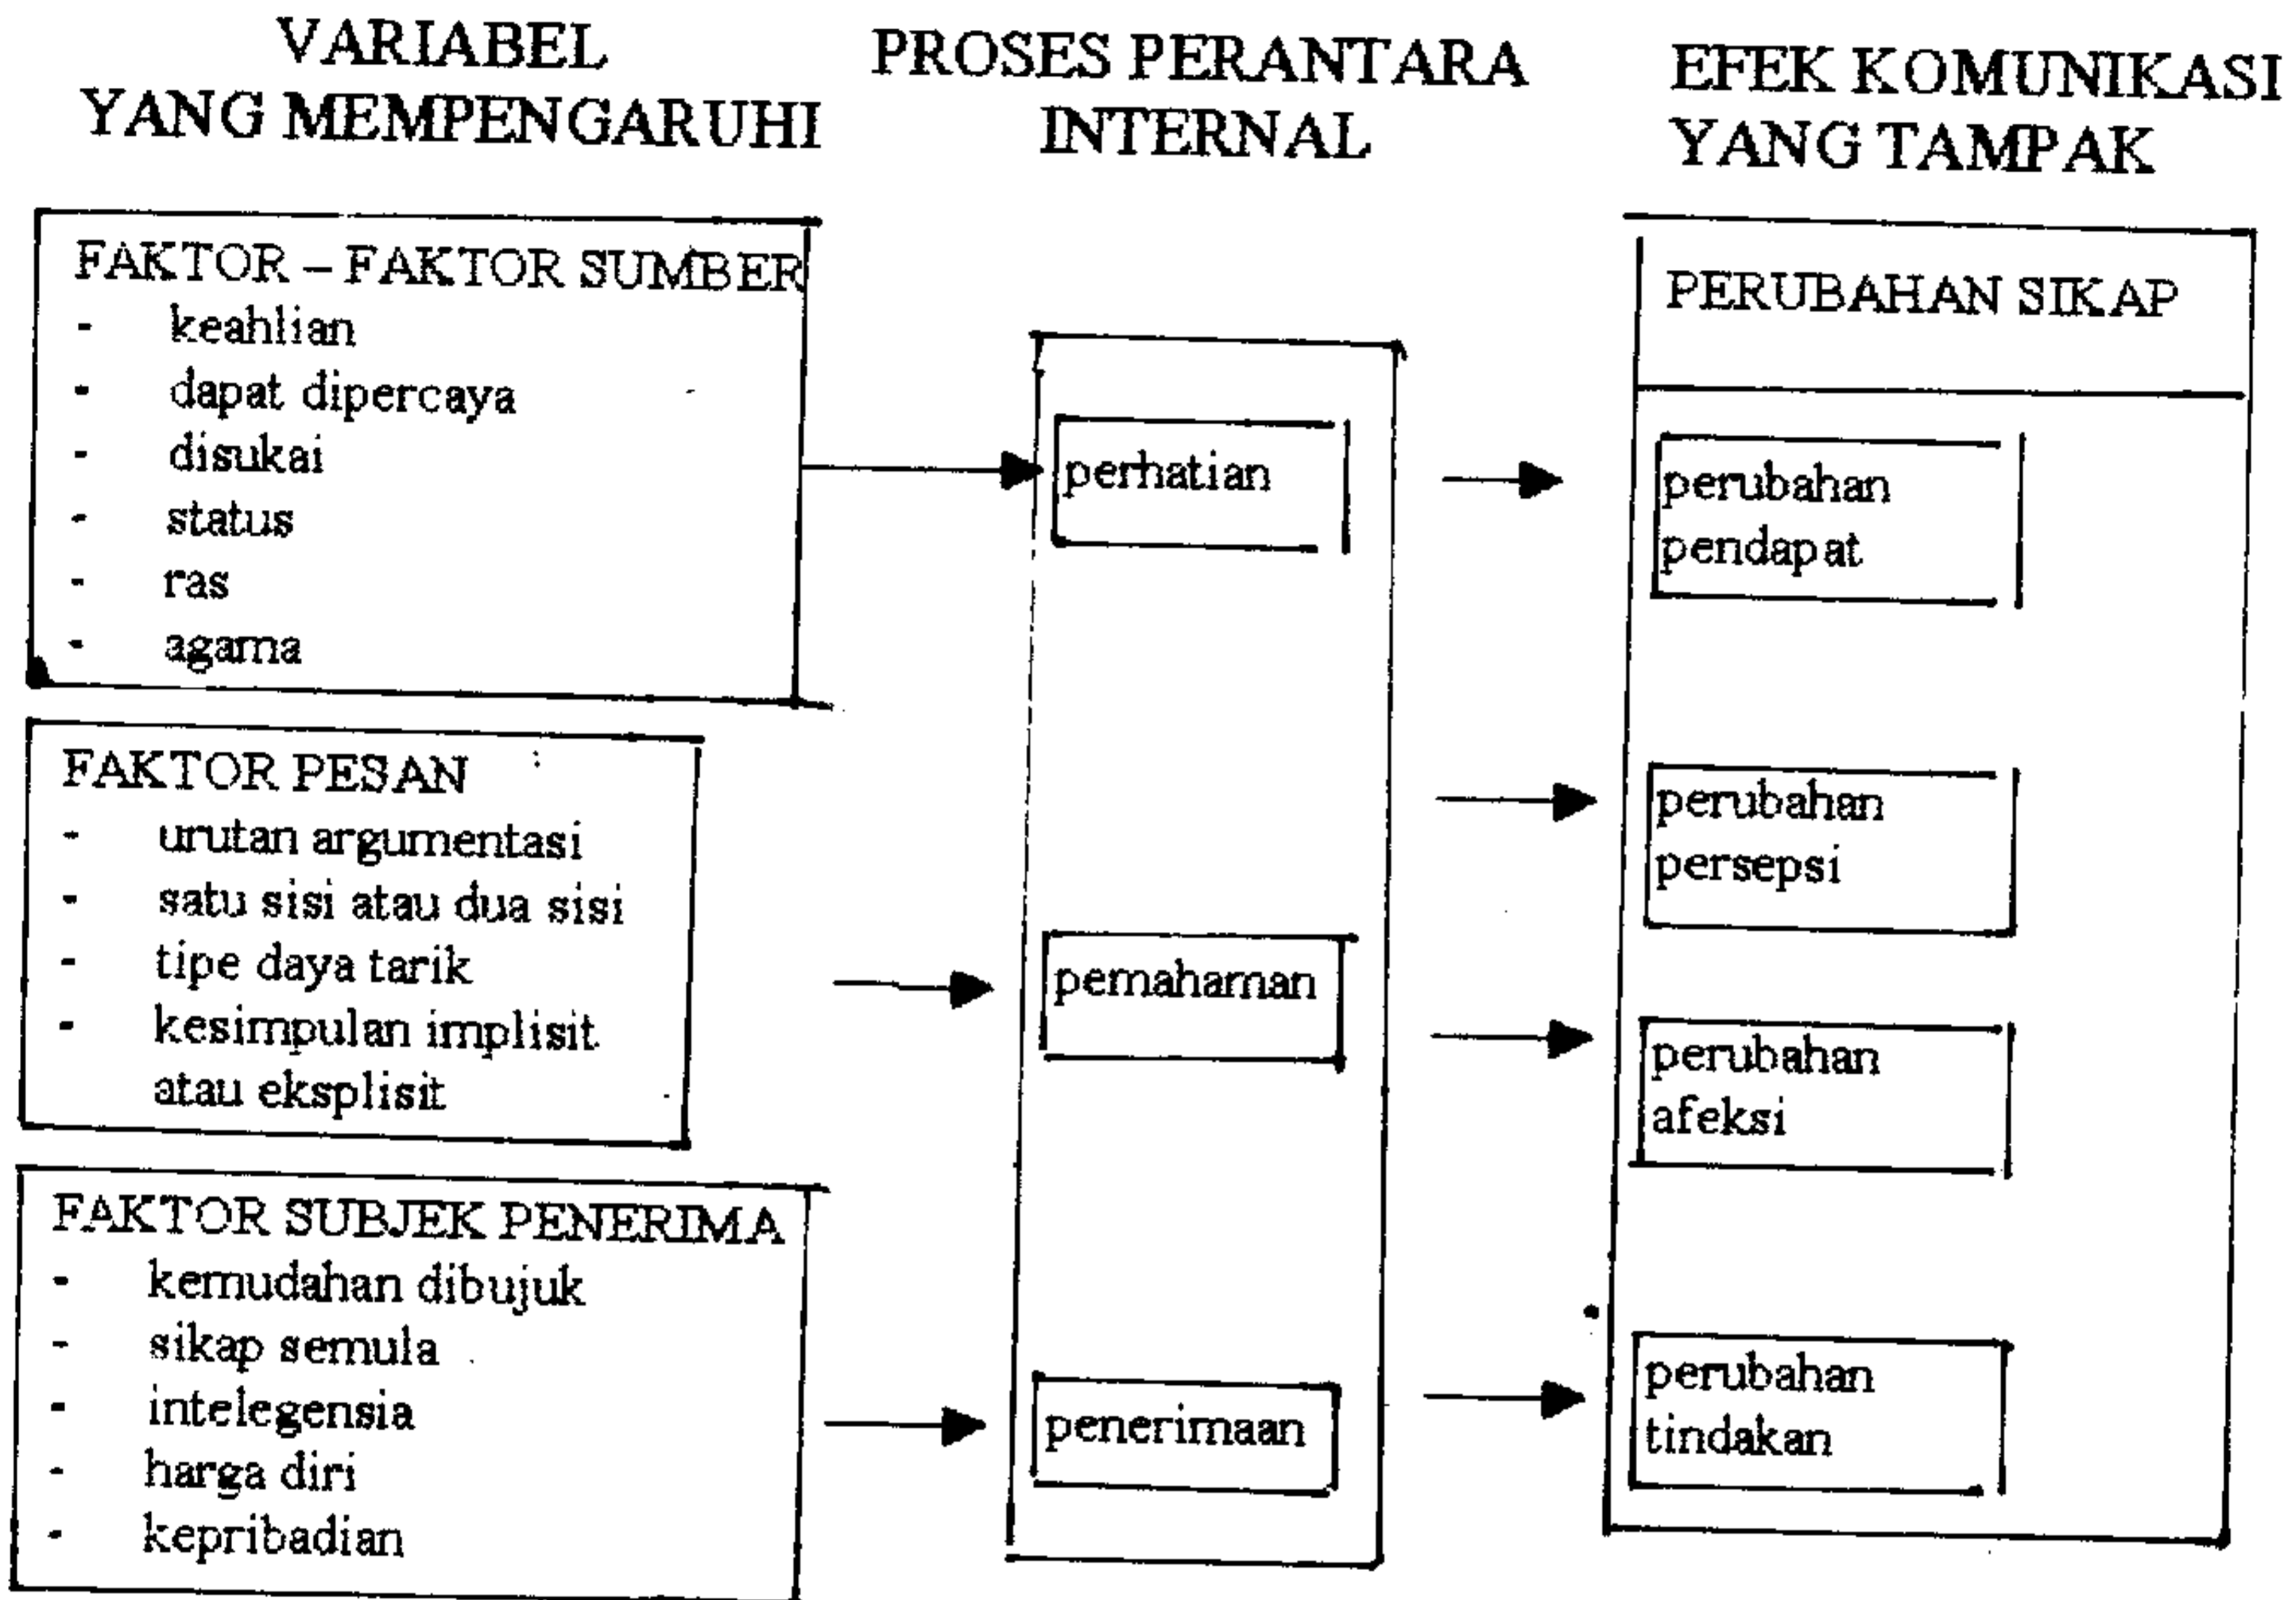 VARIABEL
YANG MEMPENGARUHI
PROSES PERANTARA
INTERNAL
EFEK KOMUNIKASI
YANG TAMPAK
FAKTOR – FAKTOR SUMBER
- keahlian
- dapat dipercaya
- disukai
- status
- ras
- agama
FAKTOR PESAN
- urutan argumentasi
- satu sisi atau dua sisi
- tipe daya tarik
- kesimpulan implisit
atau eksplisit
FAKTOR SUBJEK PENERIMA
- kemudahan dibujuk
- sikap semula
- intelegensia
- harga diri
- kepribadian
perhatian
pemahaman
penerimaan
PERUBAHAN SIKAP
perubahan
pendapat
perubahan
persepsi
perubahan
afeksi
perubahan
tindakan